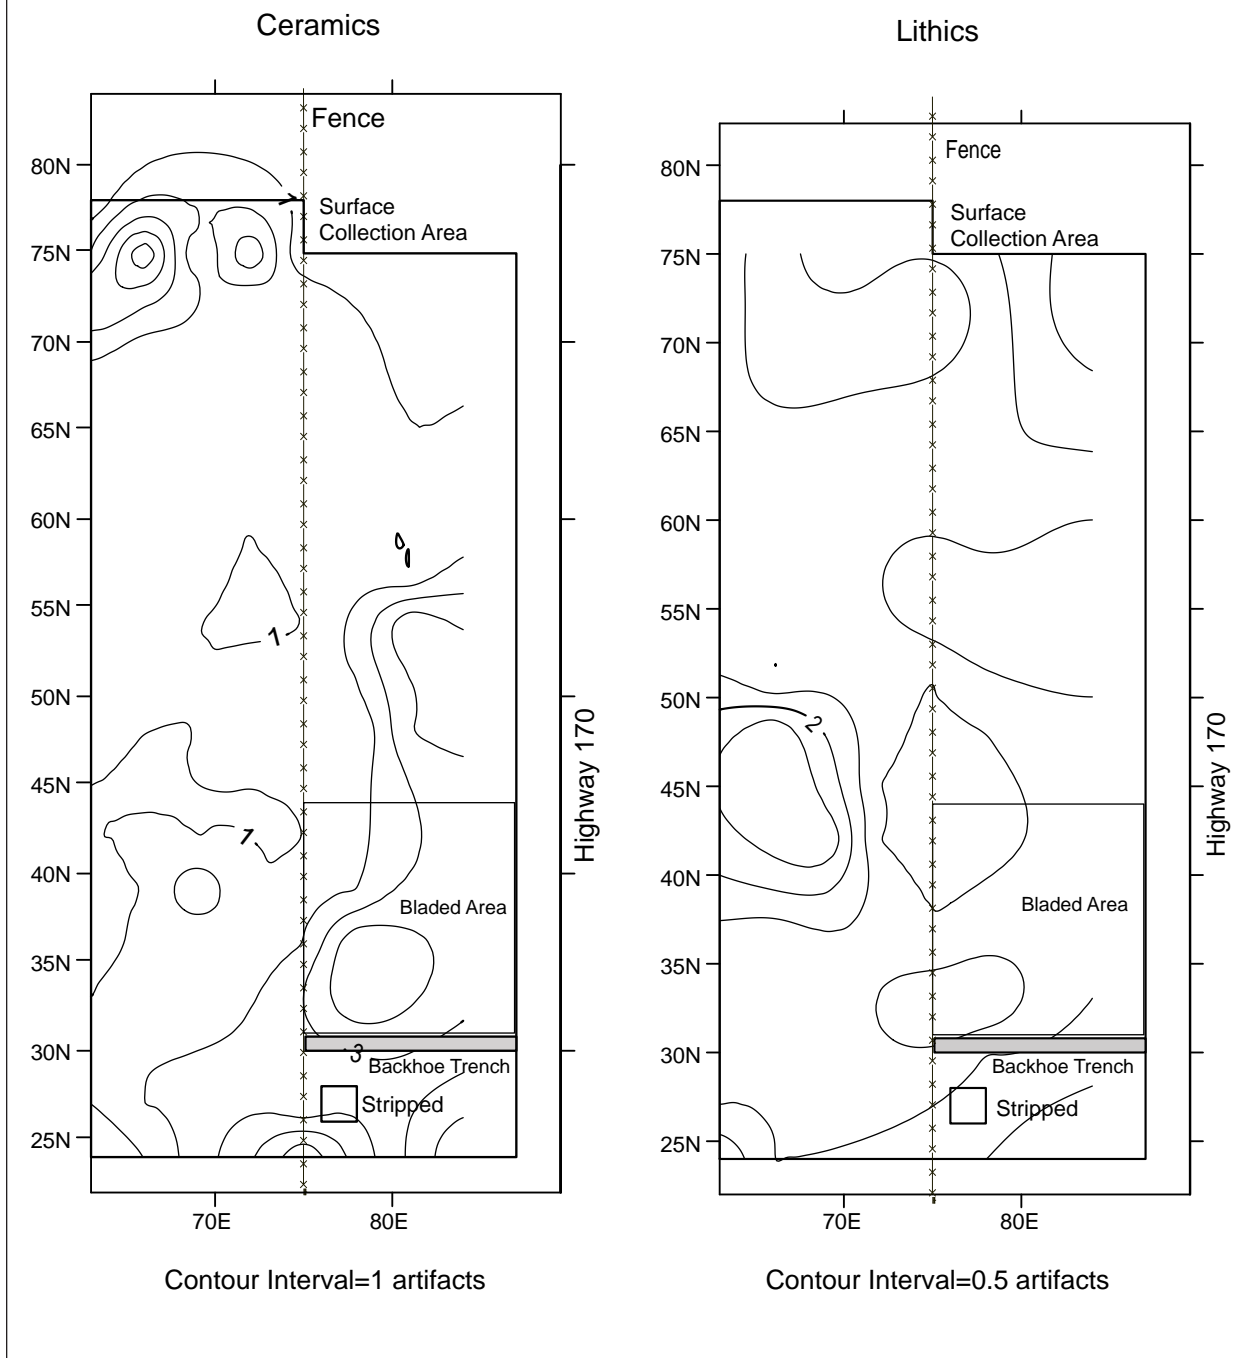 Ceramics
Fence
80N
1
Surface
Collection Area
75N
70N
65N
60N
55N
1
50N
Highway 170
45N
1
40N
Bladed Area
35N
30N
3
Backhoe Trench
Stripped
25N
70E
80E
Contour Interval=1 artifacts
Lithics
Fence
80N
Surface
Collection Area
75N
70N
65N
60N
55N
50N
2
Highway 170
45N
40N
Bladed Area
35N
30N
Backhoe Trench
Stripped
25N
70E
80E
Contour Interval=0.5 artifacts